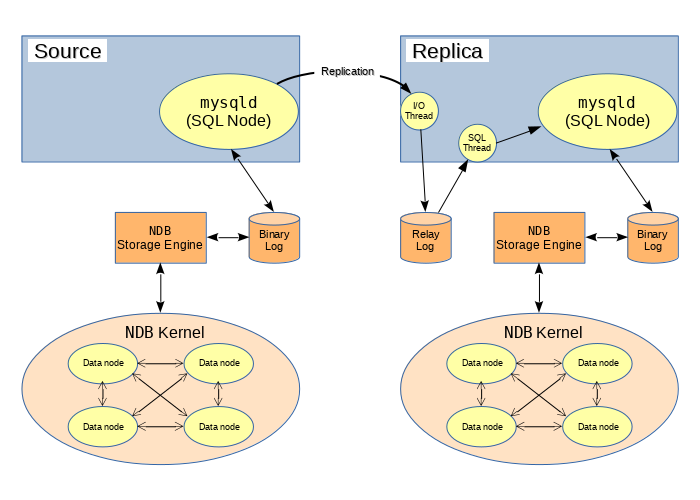 Source
mysqld
(SQL Node)
Replication
Replica
I/O
Thread
SQL
Thread
mysqld
(SQL Node)
NDB
Storage Engine
Binary
Log
Relay
Log
NDB
Storage Engine
Binary
Log
NDB Kernel
Data node
Data node
Data node
Data node
NDB Kernel
Data node
Data node
Data node
Data node